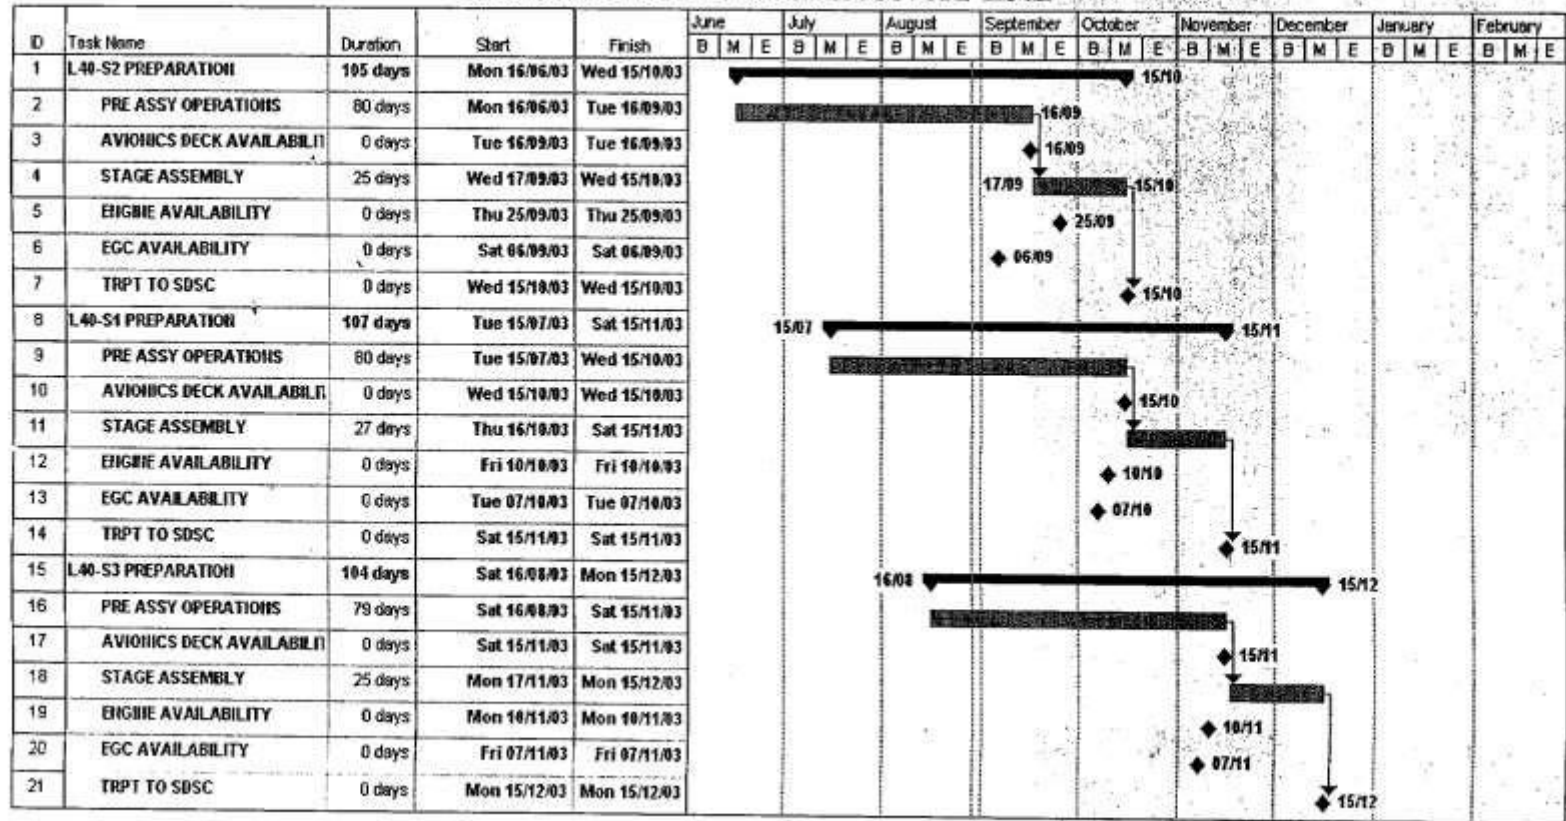 June July August September October November December January February
ID Task Name Duration Start Finish B M E B M E B M E B M E B M E B M E B M E B M E B M E
1 L40-S2 PREPARATION 105 days Mon 16/06/03 Wed 15/10/03 15/10
2 PRE ASSY OPERATIONS 80 days Mon 16/06/03 Tue 16/09/03 16/09
3 AVIONICS DECK AVAILABILIT 0 days Tue 16/09/03 Tue 16/09/03 16/09
4 STAGE ASSEMBLY 25 days Wed 17/09/03 Wed 15/10/03 17/09 15/10
5 ENGINE AVAILABILITY 0 days Thu 25/09/03 Thu 25/09/03 25/09
6 EGC AVAILABILITY 0 days Sat 06/09/03 Sat 06/09/03 06/09
7 TRPT TO SDSC 0 days Wed 15/10/03 Wed 15/10/03 15/10
8 L40-S1 PREPARATION 107 days Tue 15/07/03 Sat 15/11/03 15/07 15/11
9 PRE ASSY OPERATIONS 80 days Tue 15/07/03 Wed 15/10/03
10 AVIONICS DECK AVAILABILIT 0 days Wed 15/10/03 Wed 15/10/03 15/10
11 STAGE ASSEMBLY 27 days Thu 16/10/03 Sat 15/11/03
12 ENGINE AVAILABILITY 0 days Fri 10/10/03 Fri 10/10/03 10/10
13 EGC AVAILABILITY 0 days Tue 07/10/03 Tue 07/10/03 07/10
14 TRPT TO SDSC 0 days Sat 15/11/03 Sat 15/11/03 15/11
15 L40-S3 PREPARATION 104 days Sat 16/08/03 Mon 15/12/03 16/08 15/12
16 PRE ASSY OPERATIONS 79 days Sat 16/08/03 Sat 15/11/03
17 AVIONICS DECK AVAILABILIT 0 days Sat 15/11/03 Sat 15/11/03 15/11
18 STAGE ASSEMBLY 25 days Mon 17/11/03 Mon 15/12/03
19 ENGINE AVAILABILITY 0 days Mon 10/11/03 Mon 10/11/03 10/11
20 EGC AVAILABILITY 0 days Fri 07/11/03 Fri 07/11/03 07/11
21 TRPT TO SDSC 0 days Mon 15/12/03 Mon 15/12/03 15/12